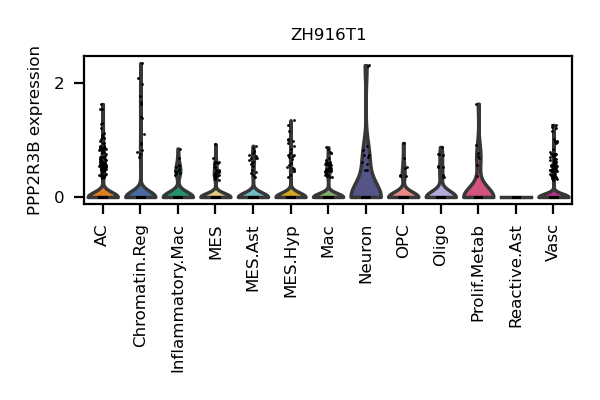 ZH916T1
PPP2R3B expression
2
0
AC
Chromatin.Reg
Inflammatory.Mac
MES
MES.Ast
MES.Hyp
Mac
Neuron
OPC
Oligo
Prolif.Metab
Reactive.Ast
Vasc